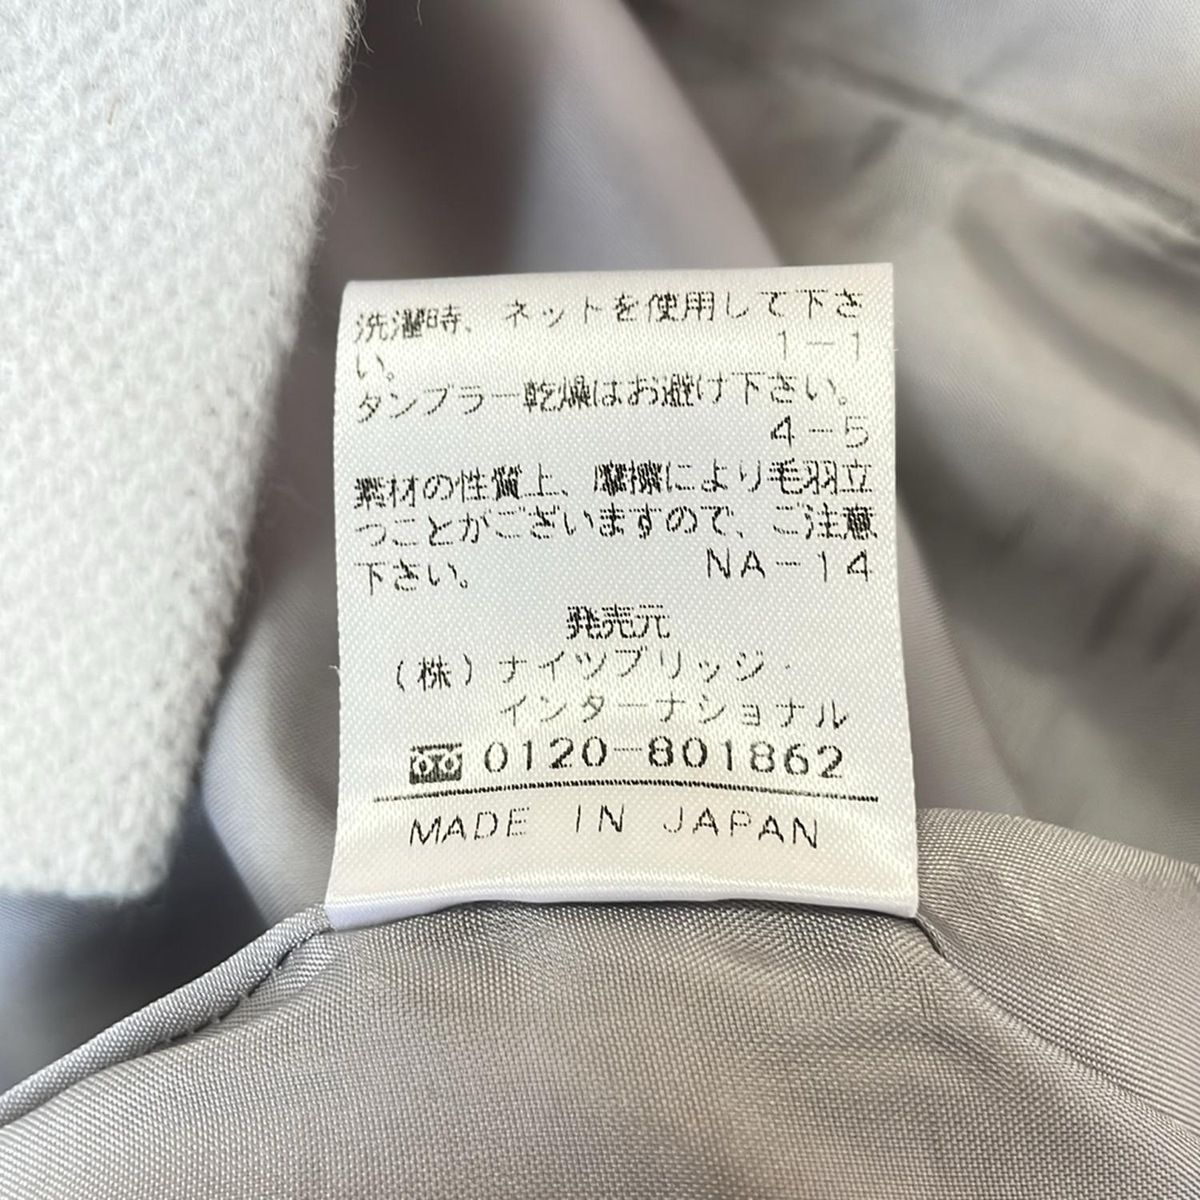 洗濯時、ネットを使用して下さ
い。 1-1
タンブラー乾燥はお避け下さい。
4-5
素材の性質上、摩擦により毛羽立
つことがございますので、ご注意
下さい。 NA-14
発売元
(株)ナイツブリッジ・
インターナショナル
0120-801862
MADE IN JAPAN